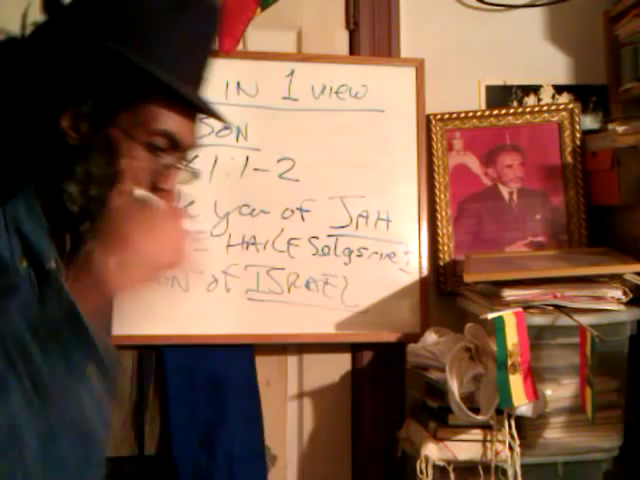 IN 1 view
SON
1:1-2
year of JAH
= HAILE Selassie I
of ISRAEL